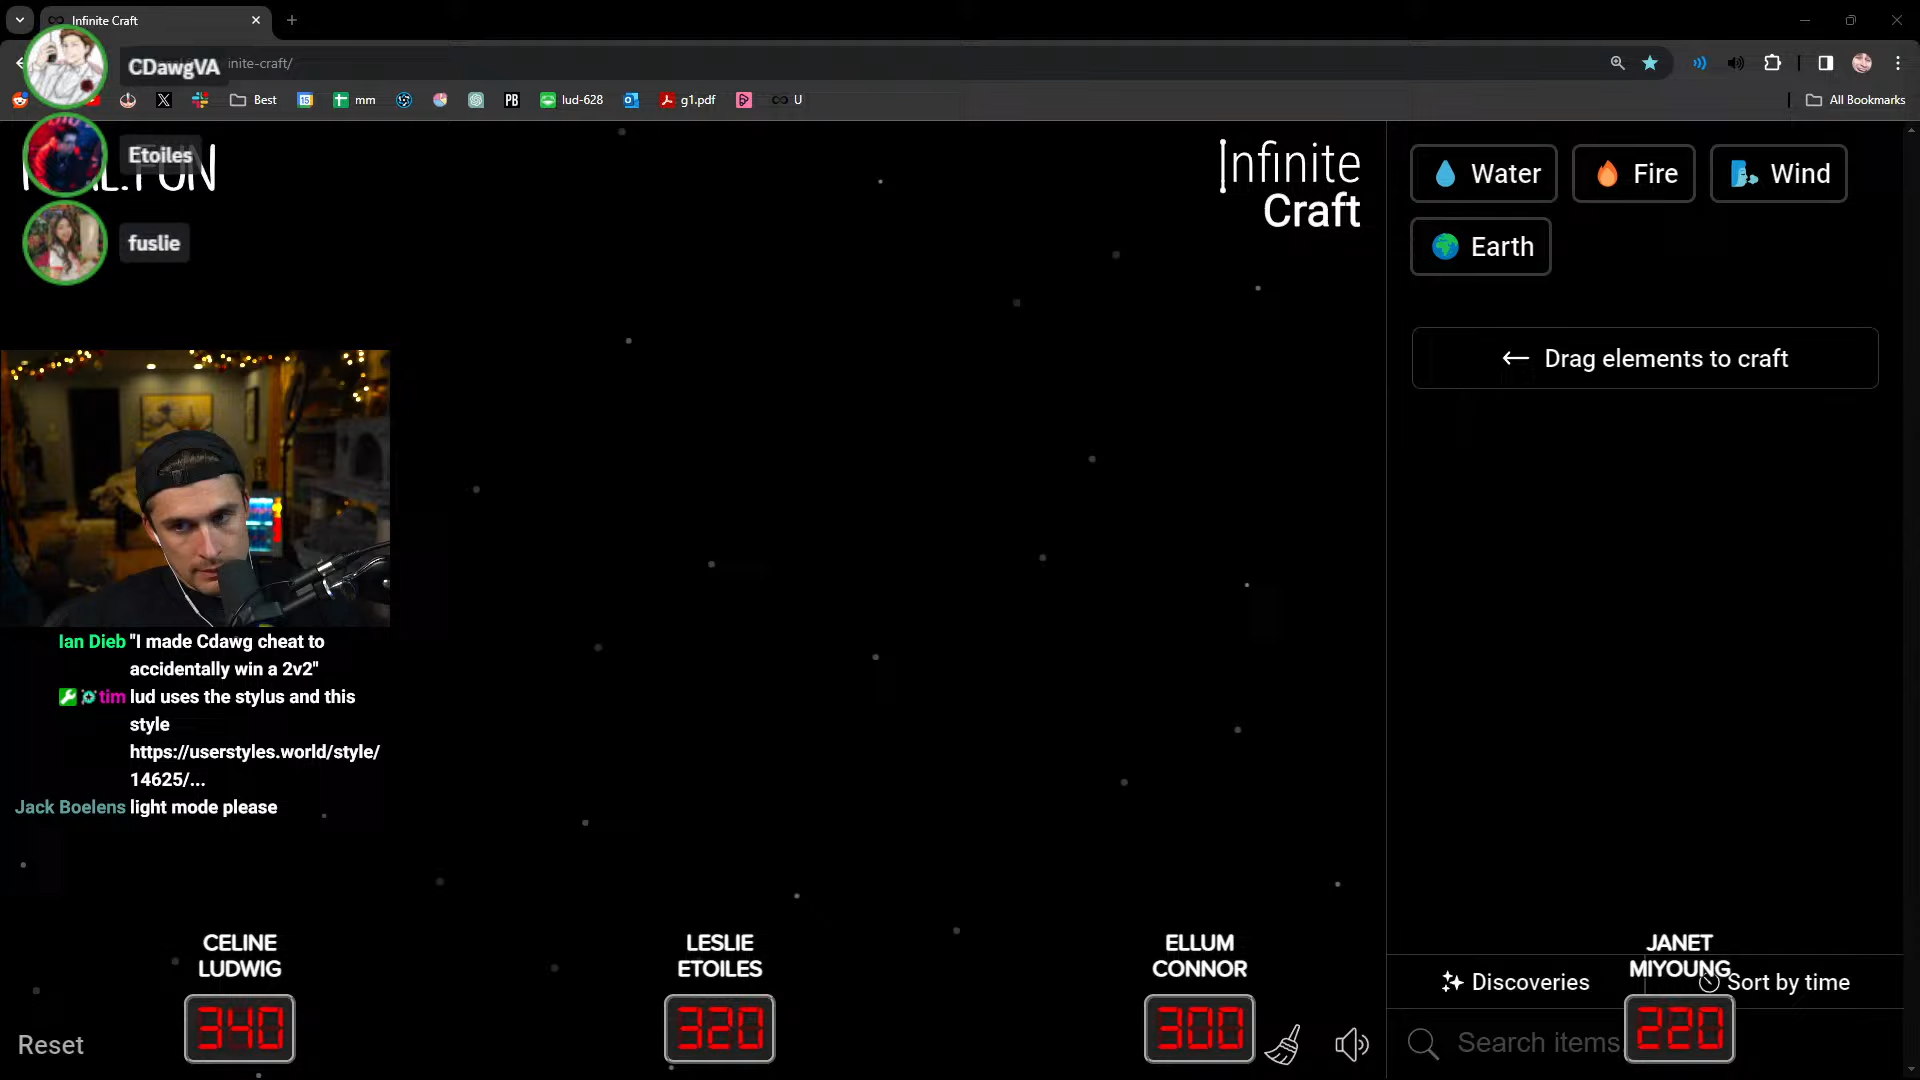 Infinite Craft
CDawgVA
inite-craft/
Best
15
mm
PB
lud-628
g1.pdf
U
All Bookmarks
Etoiles
.FUN
fuslie
Infinite
Craft
Water
Fire
Wind
Earth
← Drag elements to craft
Ian Dieb "I made Cdawg cheat to
accidentally win a 2v2"
tim lud uses the stylus and this
style
https://userstyles.world/style/
14625/...
Jack Boelens light mode please
CELINE
LUDWIG
340
LESLIE
ETOILES
320
ELLUM
CONNOR
300
JANET
MIYOUNG
220
Discoveries
Sort by time
Reset
Search items